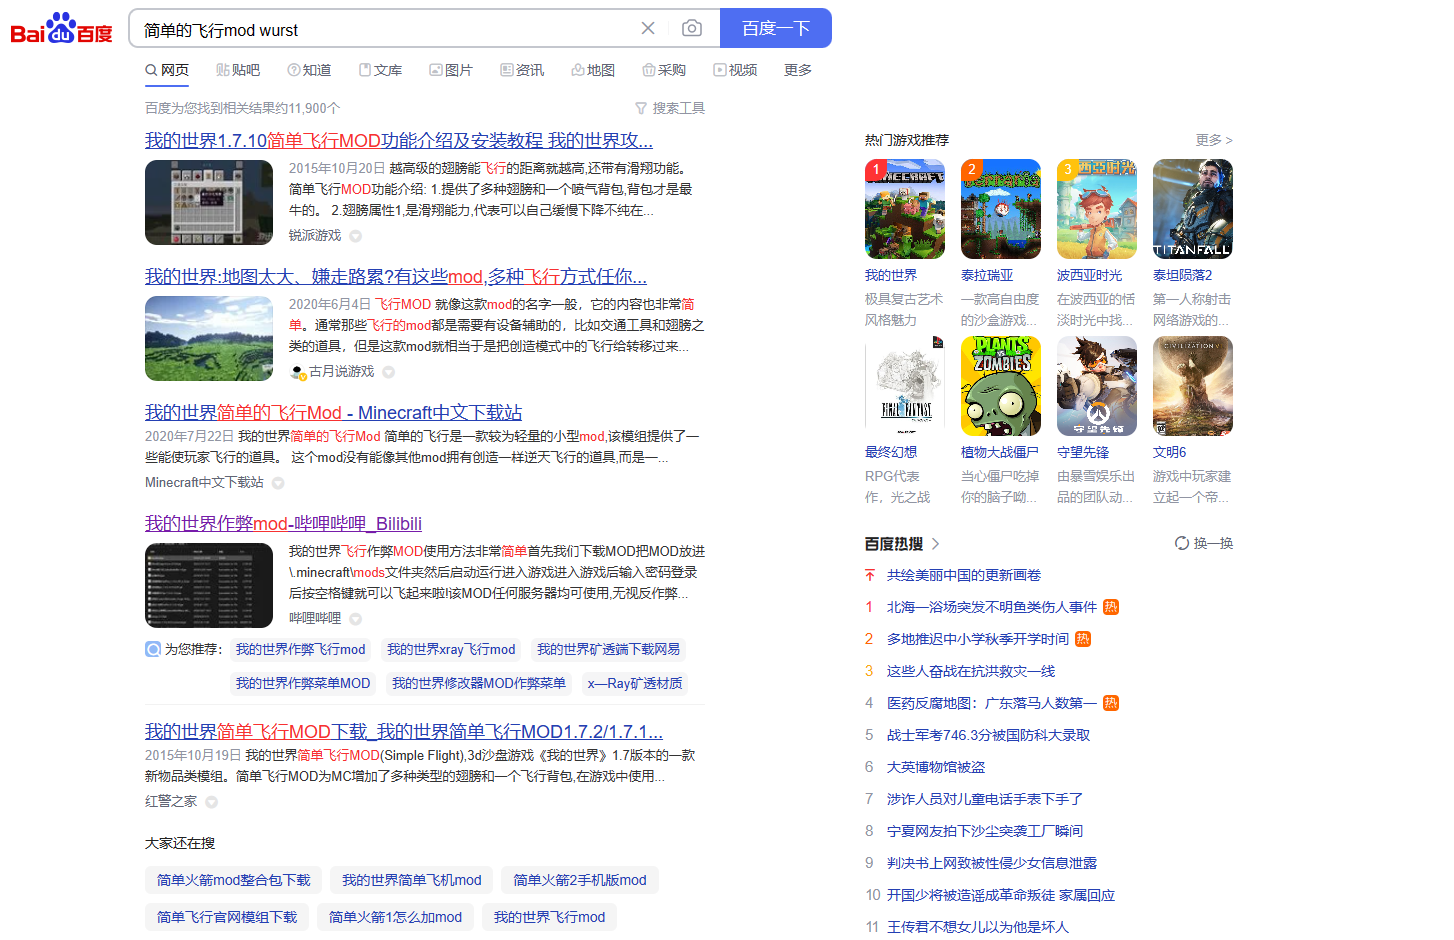 Bai du 百度
简单的飞行mod wurst
百度一下
网页 贴吧 知道 文库 图片 资讯 地图 采购 视频 更多
百度为您找到相关结果约11,900个
搜索工具
我的世界1.7.10简单飞行MOD功能介绍及安装教程 我的世界攻...
2015年10月20日 越高级的翅膀能飞行的距离就越高,还带有滑翔功能。
简单飞行MOD功能介绍: 1.提供了多种翅膀和一个喷气背包,背包才是最
牛的。 2.翅膀属性1,是滑翔能力,代表可以自己缓慢下降不纯在...
锐派游戏
我的世界:地图太大、嫌走路累?有这些mod,多种飞行方式任你...
2020年6月4日 飞行MOD 就像这款mod的名字一般，它的内容也非常简
单。通常那些飞行的mod都是需要有设备辅助的，比如交通工具和翅膀之
类的道具，但是这款mod就相当于是把创造模式中的飞行给转移过来...
古月说游戏
我的世界简单的飞行Mod - Minecraft中文下载站
2020年7月22日 我的世界简单的飞行Mod 简单的飞行是一款较为轻量的小型mod,该模组提供了一
些能使玩家飞行的道具。 这个mod没有能像其他mod拥有创造一样逆天飞行的道具,而是一...
Minecraft中文下载站
我的世界作弊mod-哔哩哔哩_Bilibili
我的世界飞行作弊MOD使用方法非常简单首先我们下载MOD把MOD放进
\.minecraft\mods文件夹然后启动运行进入游戏进入游戏后输入密码登录
后按空格键就可以飞起来啦!该MOD任何服务器均可使用,无视反作弊...
哔哩哔哩
为您推荐：
我的世界作弊飞行mod 我的世界xray飞行mod 我的世界矿透端下载网易
我的世界作弊菜单MOD 我的世界修改器MOD作弊菜单 x—Ray矿透材质
我的世界简单飞行MOD下载_我的世界简单飞行MOD1.7.2/1.7.1...
2015年10月19日 我的世界简单飞行MOD(Simple Flight),3d沙盘游戏《我的世界》1.7版本的一款
新物品类模组。简单飞行MOD为MC增加了多种类型的翅膀和一个飞行背包,在游戏中使用...
红警之家
大家还在搜
简单火箭mod整合包下载 我的世界简单飞机mod 简单火箭2手机版mod
简单飞行官网模组下载 简单火箭1怎么加mod 我的世界飞行mod
热门游戏推荐
更多 >
1 2 3
MINECRAFT
西亞时光
TITANFALL
我的世界 泰拉瑞亚 波西亚时光 泰坦陨落2
极具复古艺术 一款高自由度 在波西亚的恬 第一人称射击
风格魅力 的沙盒游戏... 淡时光中找... 网络游戏的...
FINAL FANTASY
PLANTS VS ZOMBIES
守望先锋
CIVILIZATION VI
最终幻想 植物大战僵尸 守望先锋 文明6
RPG代表 当心僵尸吃掉 由暴雪娱乐出 游戏中玩家建
作，光之战 你的脑子呦... 品的团队动... 立起一个帝...
百度热搜
换一换
共绘美丽中国的更新画卷
1 北海一浴场突发不明鱼类伤人事件 热
2 多地推迟中小学秋季开学时间 热
3 这些人奋战在抗洪救灾一线
4 医药反腐地图：广东落马人数第一 热
5 战士军考746.3分被国防科大录取
6 大英博物馆被盗
7 涉诈人员对儿童电话手表下手了
8 宁夏网友拍下沙尘突袭工厂瞬间
9 判决书上网致被性侵少女信息泄露
10 开国少将被造谣成革命叛徒 家属回应
11 王传君不想女儿以为他是坏人